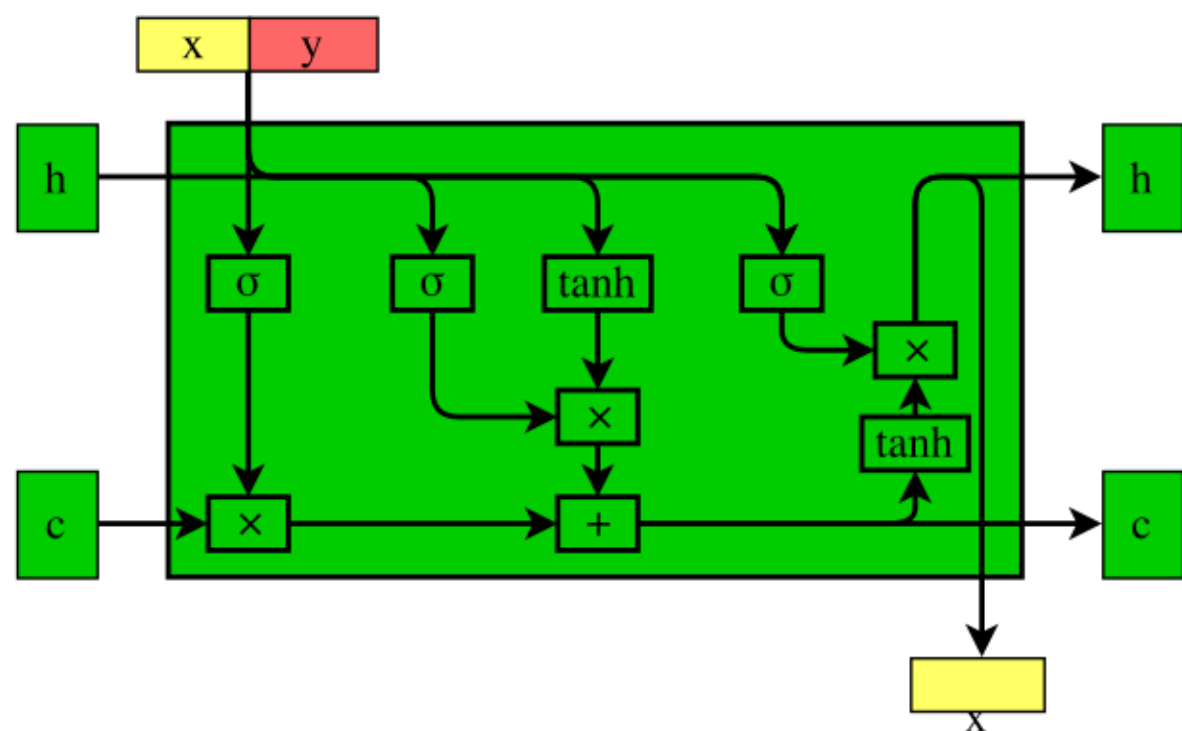 x y
h h
σ σ tanh σ
×
×
tanh
c × + c
x